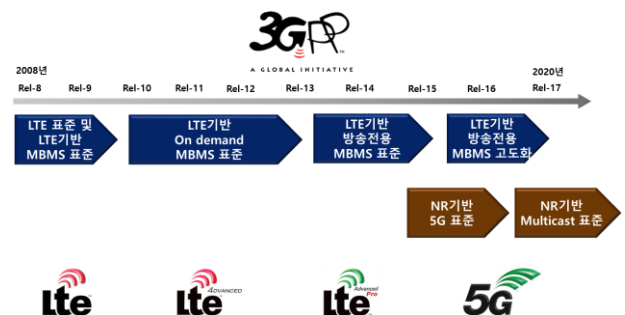 3GPP
TM
A GLOBAL INITIATIVE
2008년
2020년
Rel-8 Rel-9 Rel-10 Rel-11 Rel-12 Rel-13 Rel-14 Rel-15 Rel-16 Rel-17
LTE 표준 및
LTE기반
MBMS 표준
LTE기반
On demand
MBMS 표준
LTE기반
방송전용
MBMS 표준
LTE기반
방송전용
MBMS 고도화
NR기반
5G 표준
NR기반
Multicast 표준
lte
lte
4DVANCED
lte
Advanced
Pro
5G